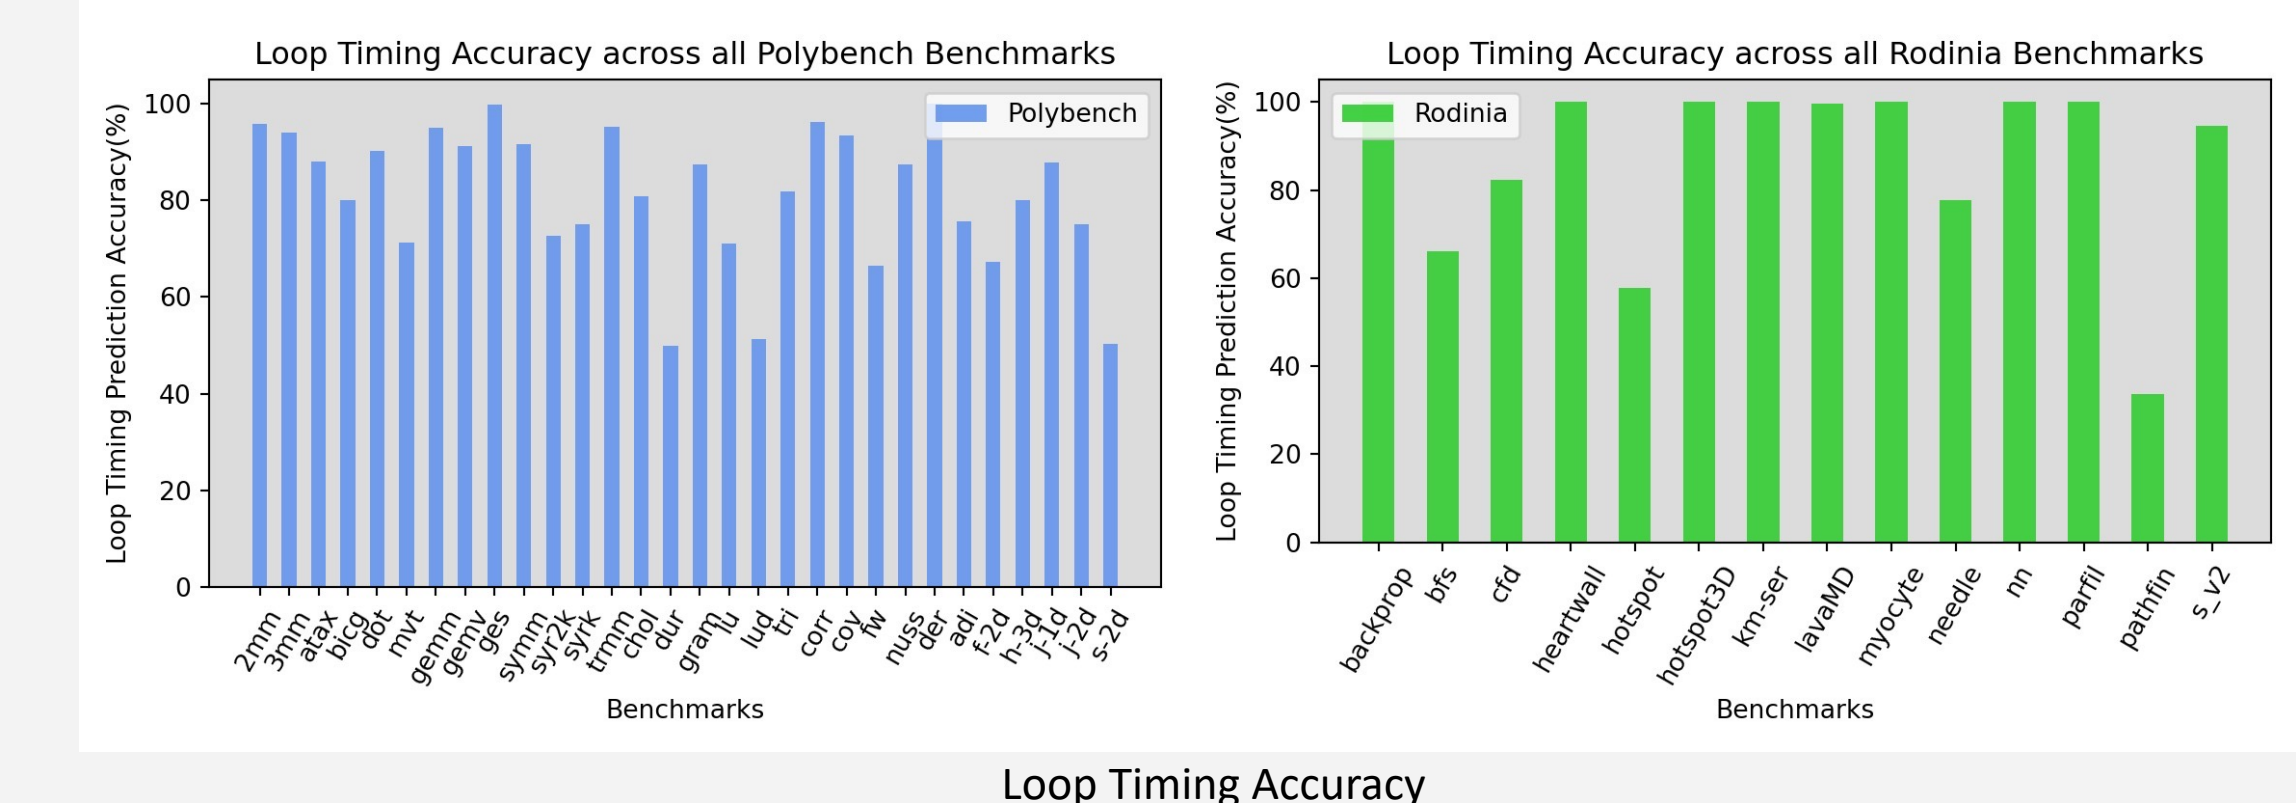 Loop Timing Accuracy across all Polybench Benchmarks
Loop Timing Prediction Accuracy(%)
100
80
60
40
20
0
Polybench
2mm
3mm
atax
bicg
dot
mvt
gemm
gemv
ges
symm
syr2k
syrk
trmm
chol
dur
gram
lu
lud
tri
corr
cov
fw
nuss
der
adi
f-2d
h-3d
j-1d
j-2d
s-2d
Benchmarks
Loop Timing Accuracy across all Rodinia Benchmarks
Loop Timing Prediction Accuracy(%)
100
80
60
40
20
0
Rodinia
backprop
bfs
cfd
heartwall
hotspot
hotspot3D
km-ser
lavaMD
myocyte
needle
nn
parfil
pathfin
s_v2
Benchmarks
Loop Timing Accuracy